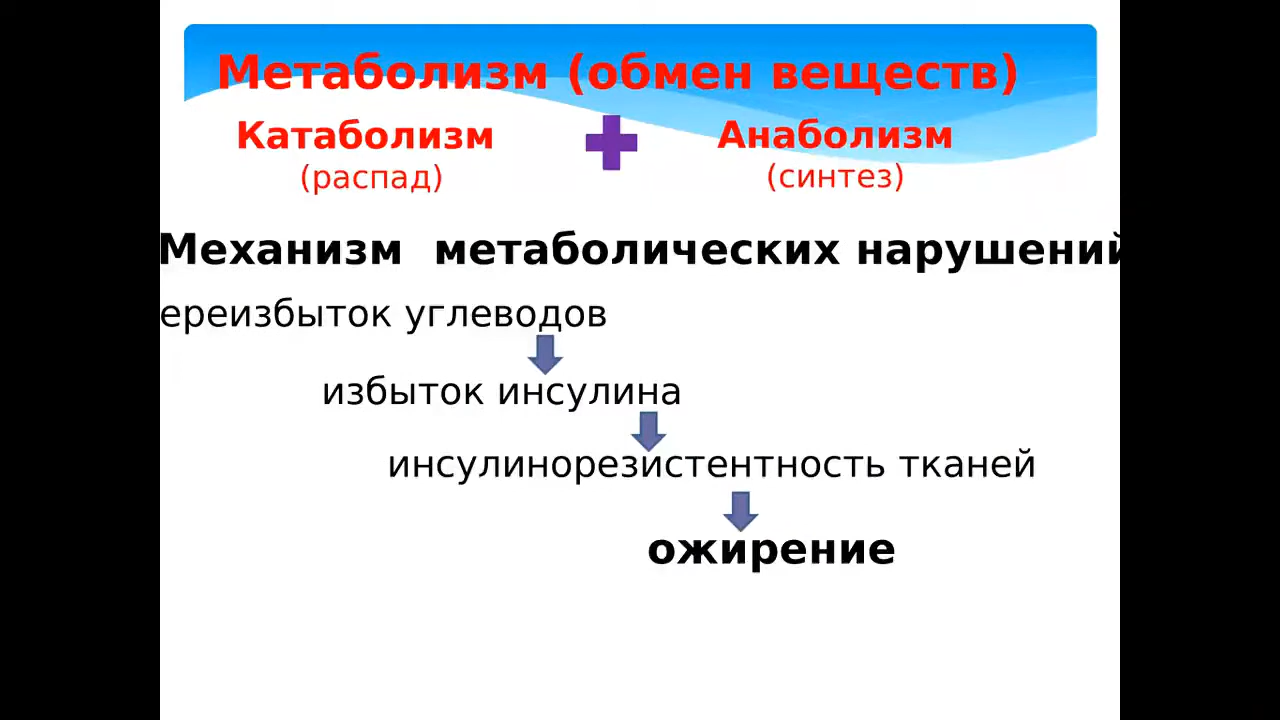 Метаболизм (обмен веществ)
Катаболизм Анаболизм
(распад) (синтез)
Механизм метаболических нарушений
ереизбыток углеводов
избыток инсулина
инсулинорезистентность тканей
ожирение